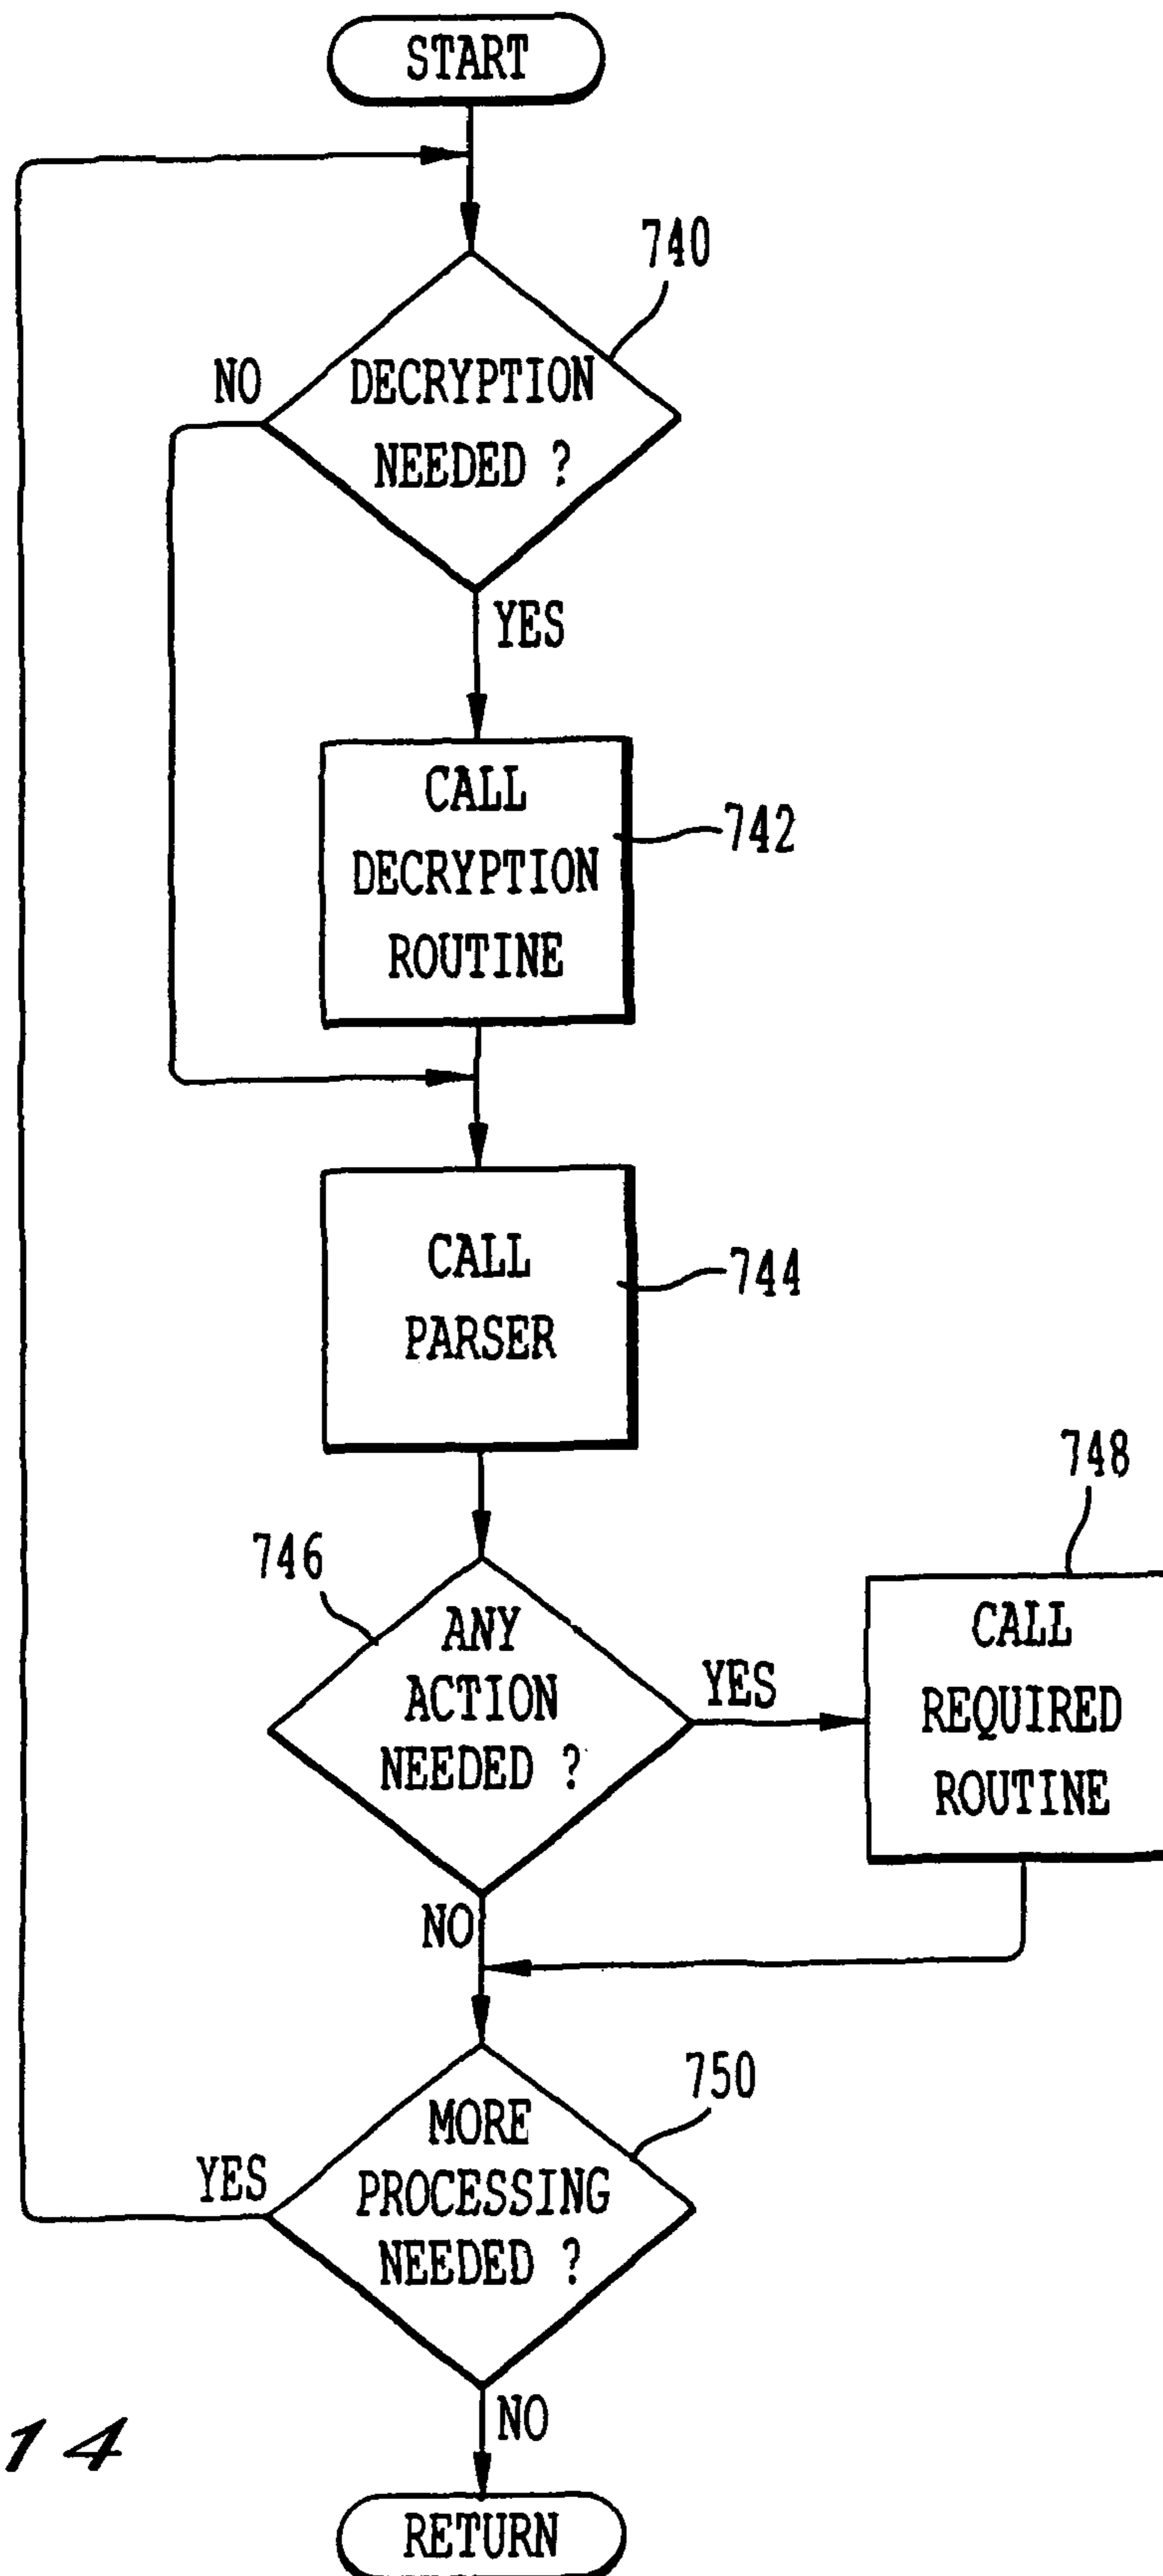 START
740
NO
DECRYPTION
NEEDED ?
YES
CALL
DECRYPTION
ROUTINE
742
CALL
PARSER
744
746
ANY
ACTION
NEEDED ?
YES
748
CALL
REQUIRED
ROUTINE
NO
750
MORE
PROCESSING
NEEDED ?
YES
NO
14
RETURN